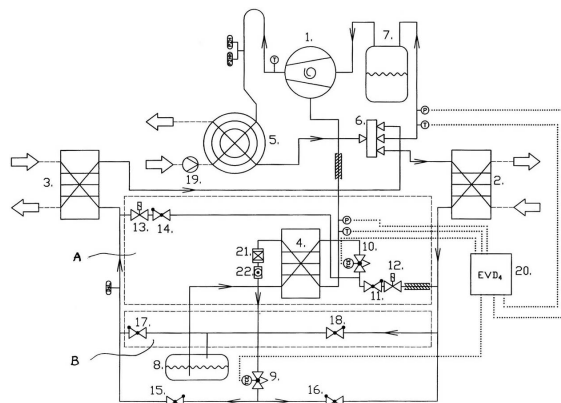 1.
7.
T
6.
P
T
5.
3.
19.
2.
13.
14.
A
P
T
4.
10.
21.
22.
12.
11.
EVD4
20.
17.
18.
B
8.
9.
15.
16.